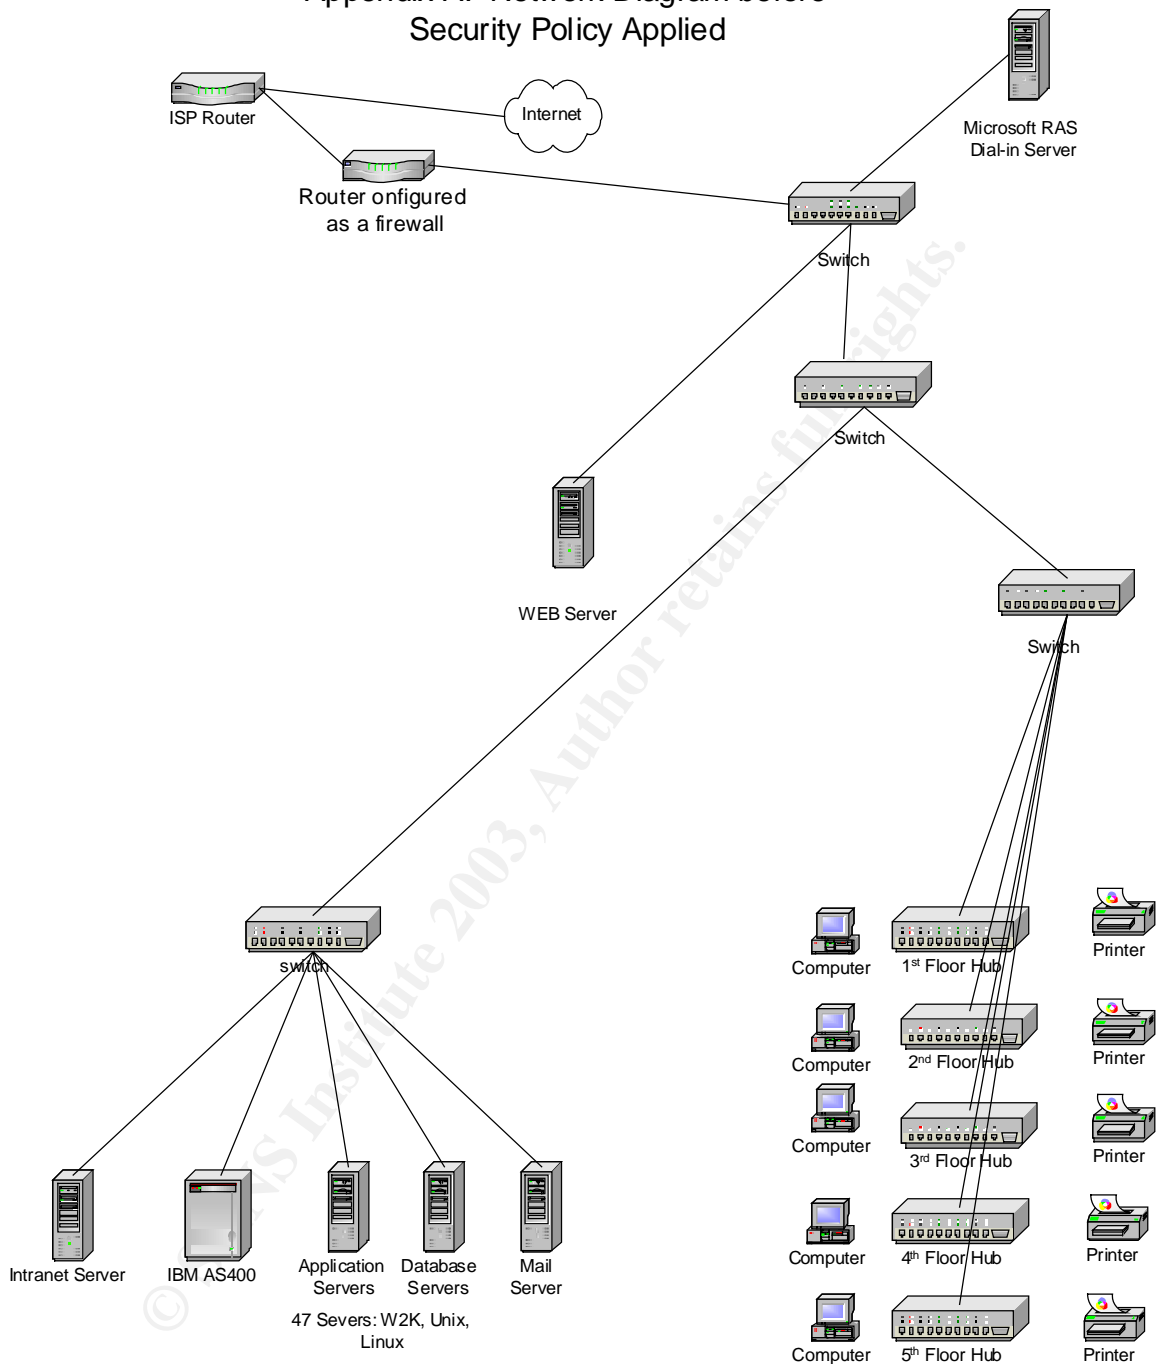 Appendix A: Network Diagram before
Security Policy Applied
ISP Router
Internet
Microsoft RAS
Dial-in Server
Router onfigured
as a firewall
Switch
Switch
WEB Server
Switch
switch
Computer
1st Floor Hub
Printer
Computer
2nd Floor Hub
Printer
Computer
3rd Floor Hub
Printer
Computer
4th Floor Hub
Printer
Computer
5th Floor Hub
Printer
Intranet Server
IBM AS400
Application
Servers
Database
Servers
Mail
Server
47 Severs: W2K, Unix,
Linux
© SANS Institute 2003, Author retains full rights.